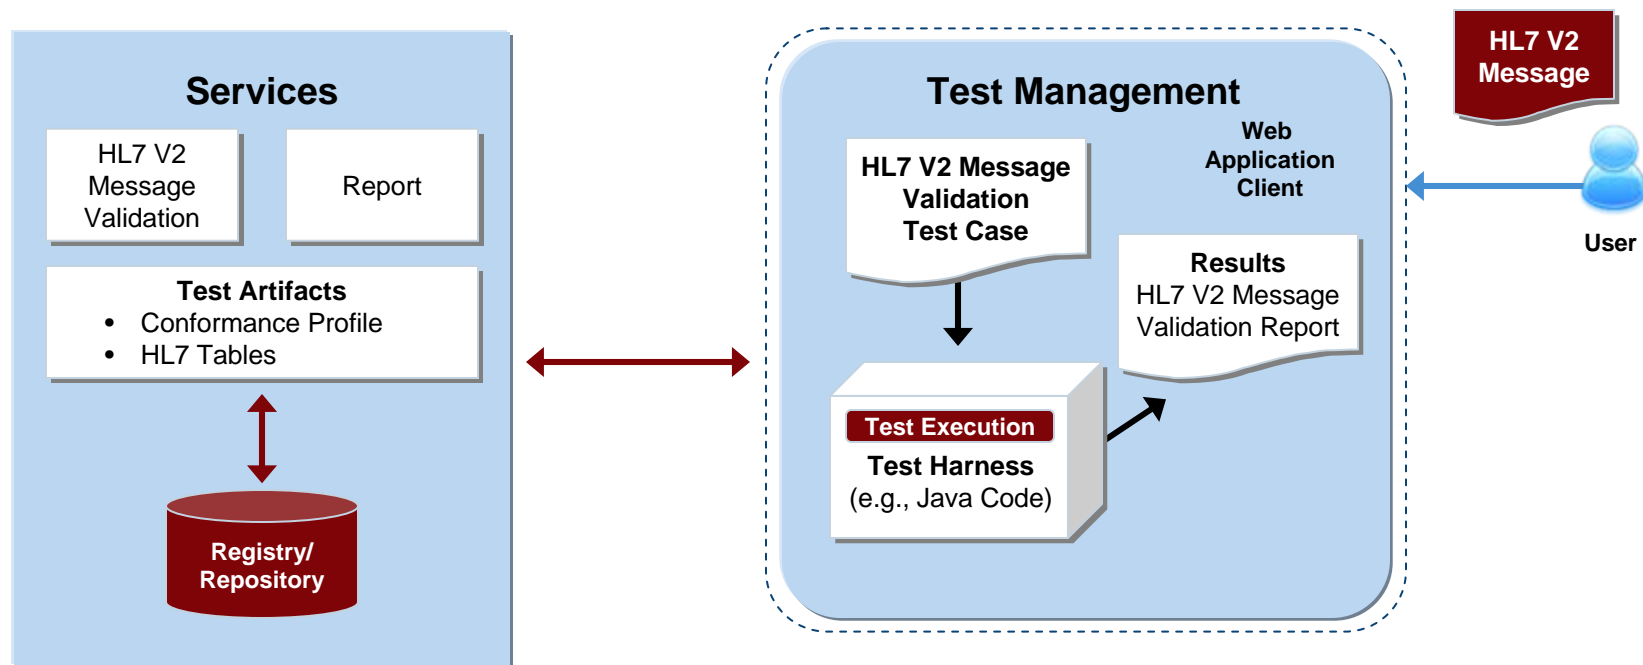 Services
HL7 V2
Message
Validation
Report
Test Artifacts
• Conformance Profile
• HL7 Tables
Registry/
Repository
Test Management
Web
Application
Client
HL7 V2 Message
Validation
Test Case
Results
HL7 V2 Message
Validation Report
Test Execution
Test Harness
(e.g., Java Code)
HL7 V2
Message
User